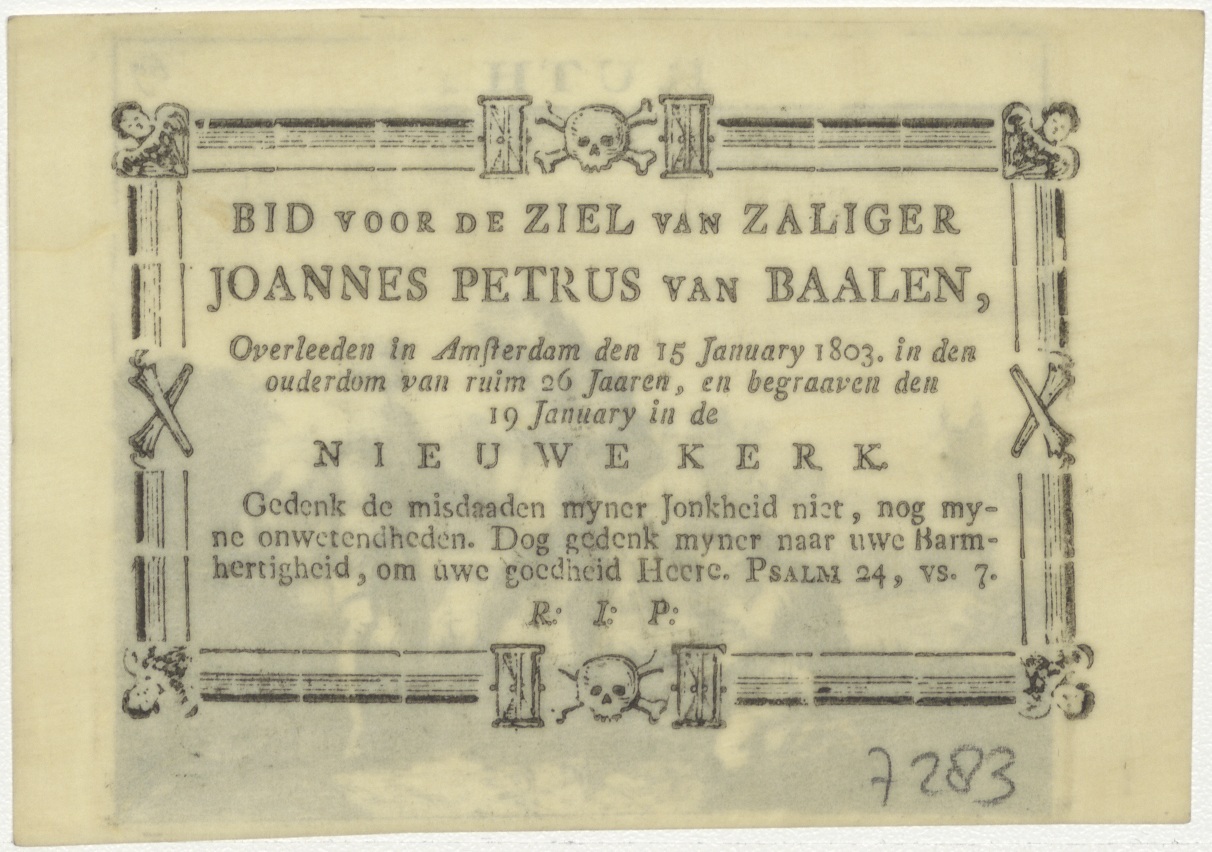 BID VOOR DE ZIEL VAN ZALIGER
JOANNES PETRUS VAN BAALEN,
Overleeden in Amſterdam den 15 January 1803. in den
ouderdom van ruim 26 Jaaren, en begraaven den
19 January in de
NIEUWE KERK
Gedenk de misdaaden myner Jonkheid niet, nog my-
ne onwetendheden. Dog gedenk myner naar uwe Barm-
hertigheid, om uwe goedheid Heere. PSALM 24, vs. 7.
R: I: P:
7283